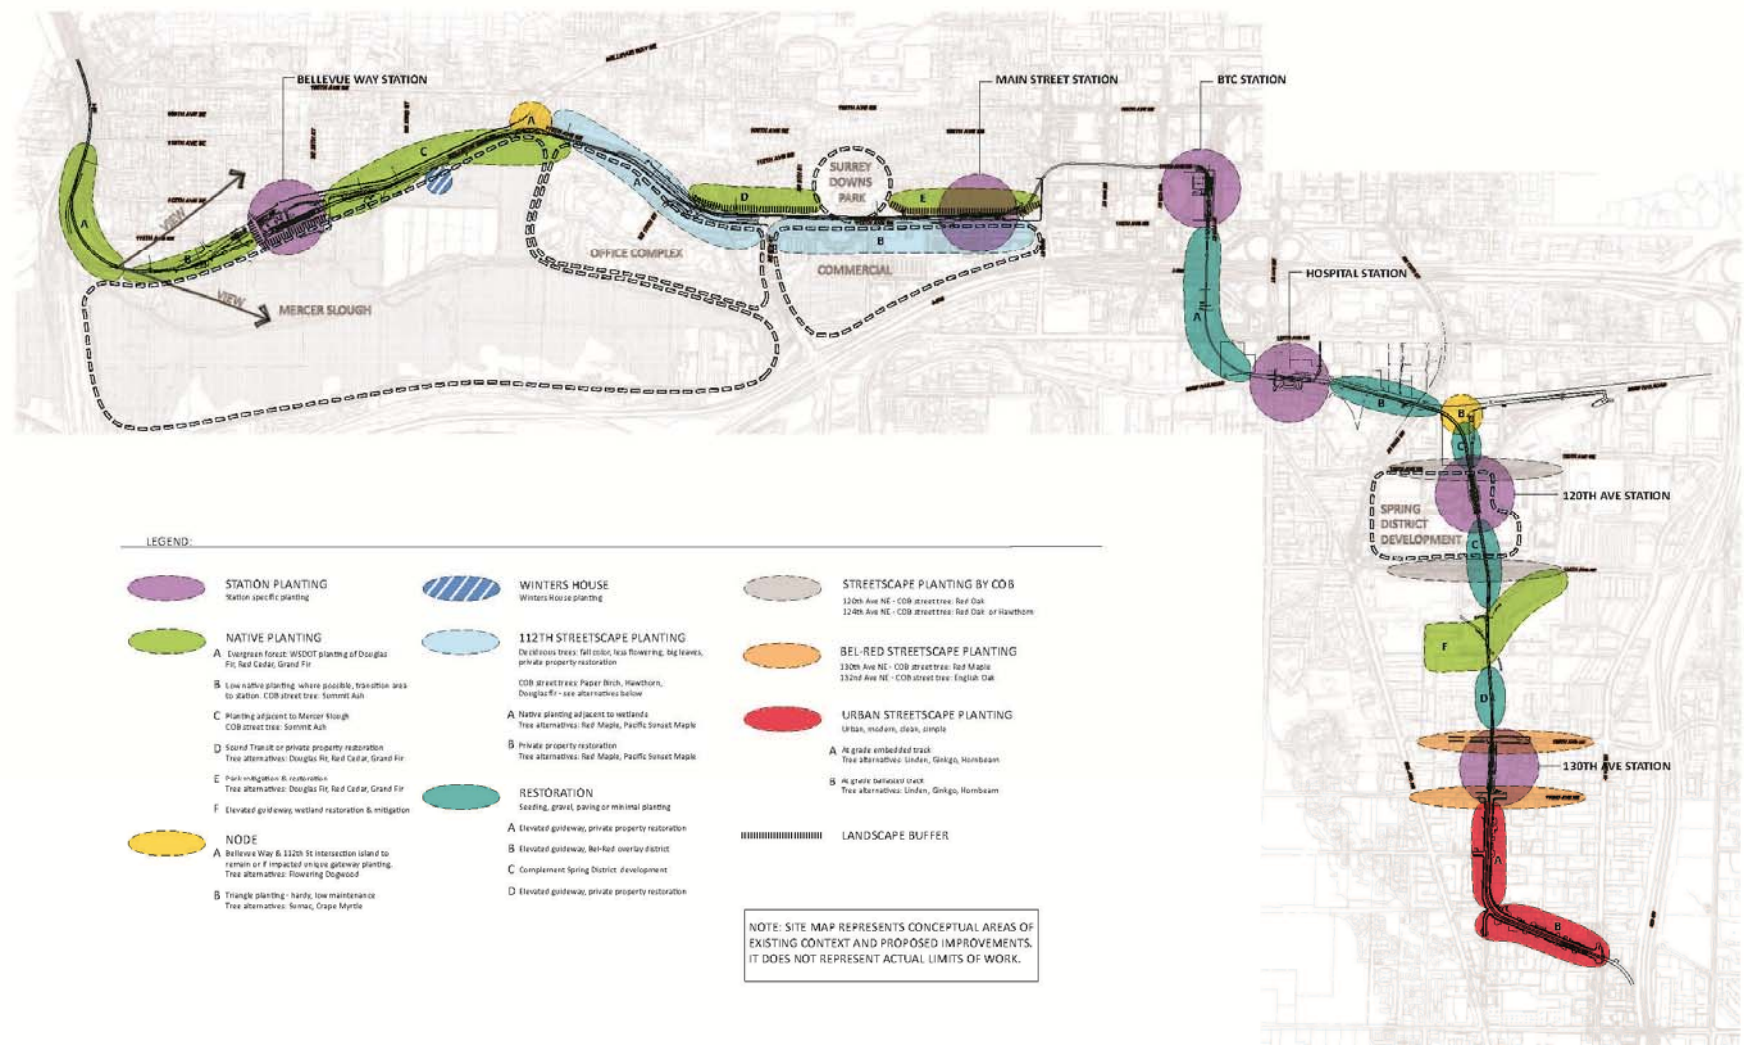 BELLEVUE WAY STATION
MAIN STREET STATION
BTC STATION
HOSPITAL STATION
120TH AVE STATION
130TH AVE STATION
SURREY
DOWNS
PARK
OFFICE COMPLEX
COMMERCIAL
VIEW
VIEW
MERCER SLOUGH
SPRING
DISTRICT
DEVELOPMENT
A
B
C
A
A
D
E
B
A
B
B
C
C
F
D
A
B
LEGEND:
STATION PLANTING
Station specific planting
NATIVE PLANTING
A Evergreen forest: WSDOT planting of Douglas
Fir, Red Cedar, Grand Fir
B Low native planting where possible, transition area
to station. COB street tree: Summit Ash
C Planting adjacent to Mercer Slough
COB street tree: Summit Ash
D Sound Transit or private property restoration
Tree alternatives: Douglas Fir, Red Cedar, Grand Fir
E Park mitigation & restoration
Tree alternatives: Douglas Fir, Red Cedar, Grand Fir
F Elevated guideway, wetland restoration & mitigation
NODE
A Bellevue Way & 112th St intersection island to
remain or if impacted unique gateway planting.
Tree alternatives: Flowering Dogwood
B Triangle planting - hardy, low maintenance
Tree alternatives: Sumac, Crape Myrtle
WINTERS HOUSE
Winters House planting
112TH STREETSCAPE PLANTING
Deciduous trees: fall color, less flowering, big leaves,
private property restoration
COB street trees: Paper Birch, Hawthorn,
Douglas fir - see alternatives below
A Native planting adjacent to wetlands
Tree alternatives: Red Maple, Pacific Sunset Maple
B Private property restoration
Tree alternatives: Red Maple, Pacific Sunset Maple
RESTORATION
Seeding, gravel, paving or minimal planting
A Elevated guideway, private property restoration
B Elevated guideway, Bel-Red overlay district
C Complement Spring District development
D Elevated guideway, private property restoration
STREETSCAPE PLANTING BY COB
120th Ave NE - COB street tree: Red Oak
124th Ave NE - COB street tree: Red Oak or Hawthorn
BEL-RED STREETSCAPE PLANTING
130th Ave NE - COB street tree: Red Maple
132nd Ave NE - COB street tree: English Oak
URBAN STREETSCAPE PLANTING
Urban, modern, clean, simple
A At grade embedded track
Tree alternatives: Linden, Ginkgo, Hornbeam
B At grade ballasted track
Tree alternatives: Linden, Ginkgo, Hornbeam
LANDSCAPE BUFFER
NOTE: SITE MAP REPRESENTS CONCEPTUAL AREAS OF
EXISTING CONTEXT AND PROPOSED IMPROVEMENTS.
IT DOES NOT REPRESENT ACTUAL LIMITS OF WORK.